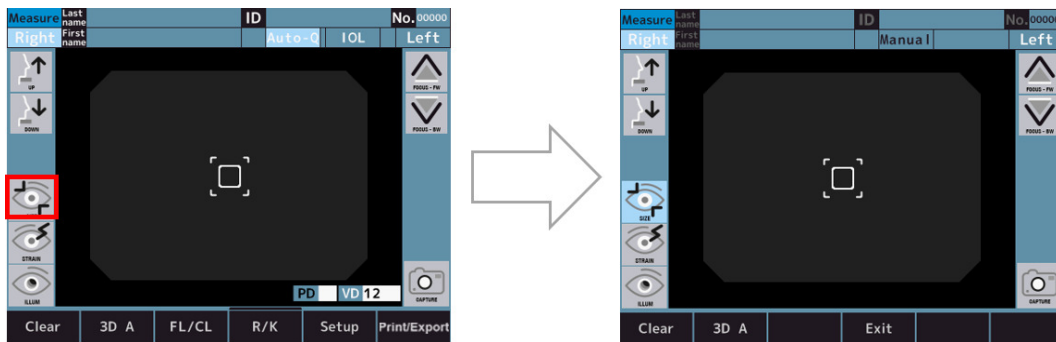 Measure Last name ID No. 00000
Right First name Auto-Q IOL Left
UP
FOCUS-FW
DOWN
FOCUS-BW
STRAIN
ILLUM
CAPTURE
PD VD 12
Clear 3D A FL/CL R/K Setup Print/Export
Measure Last name ID No. 00000
Right First name Manual Left
UP
FOCUS-FW
DOWN
FOCUS-BW
SIZE
STRAIN
ILLUM
CAPTURE
Clear 3D A Exit